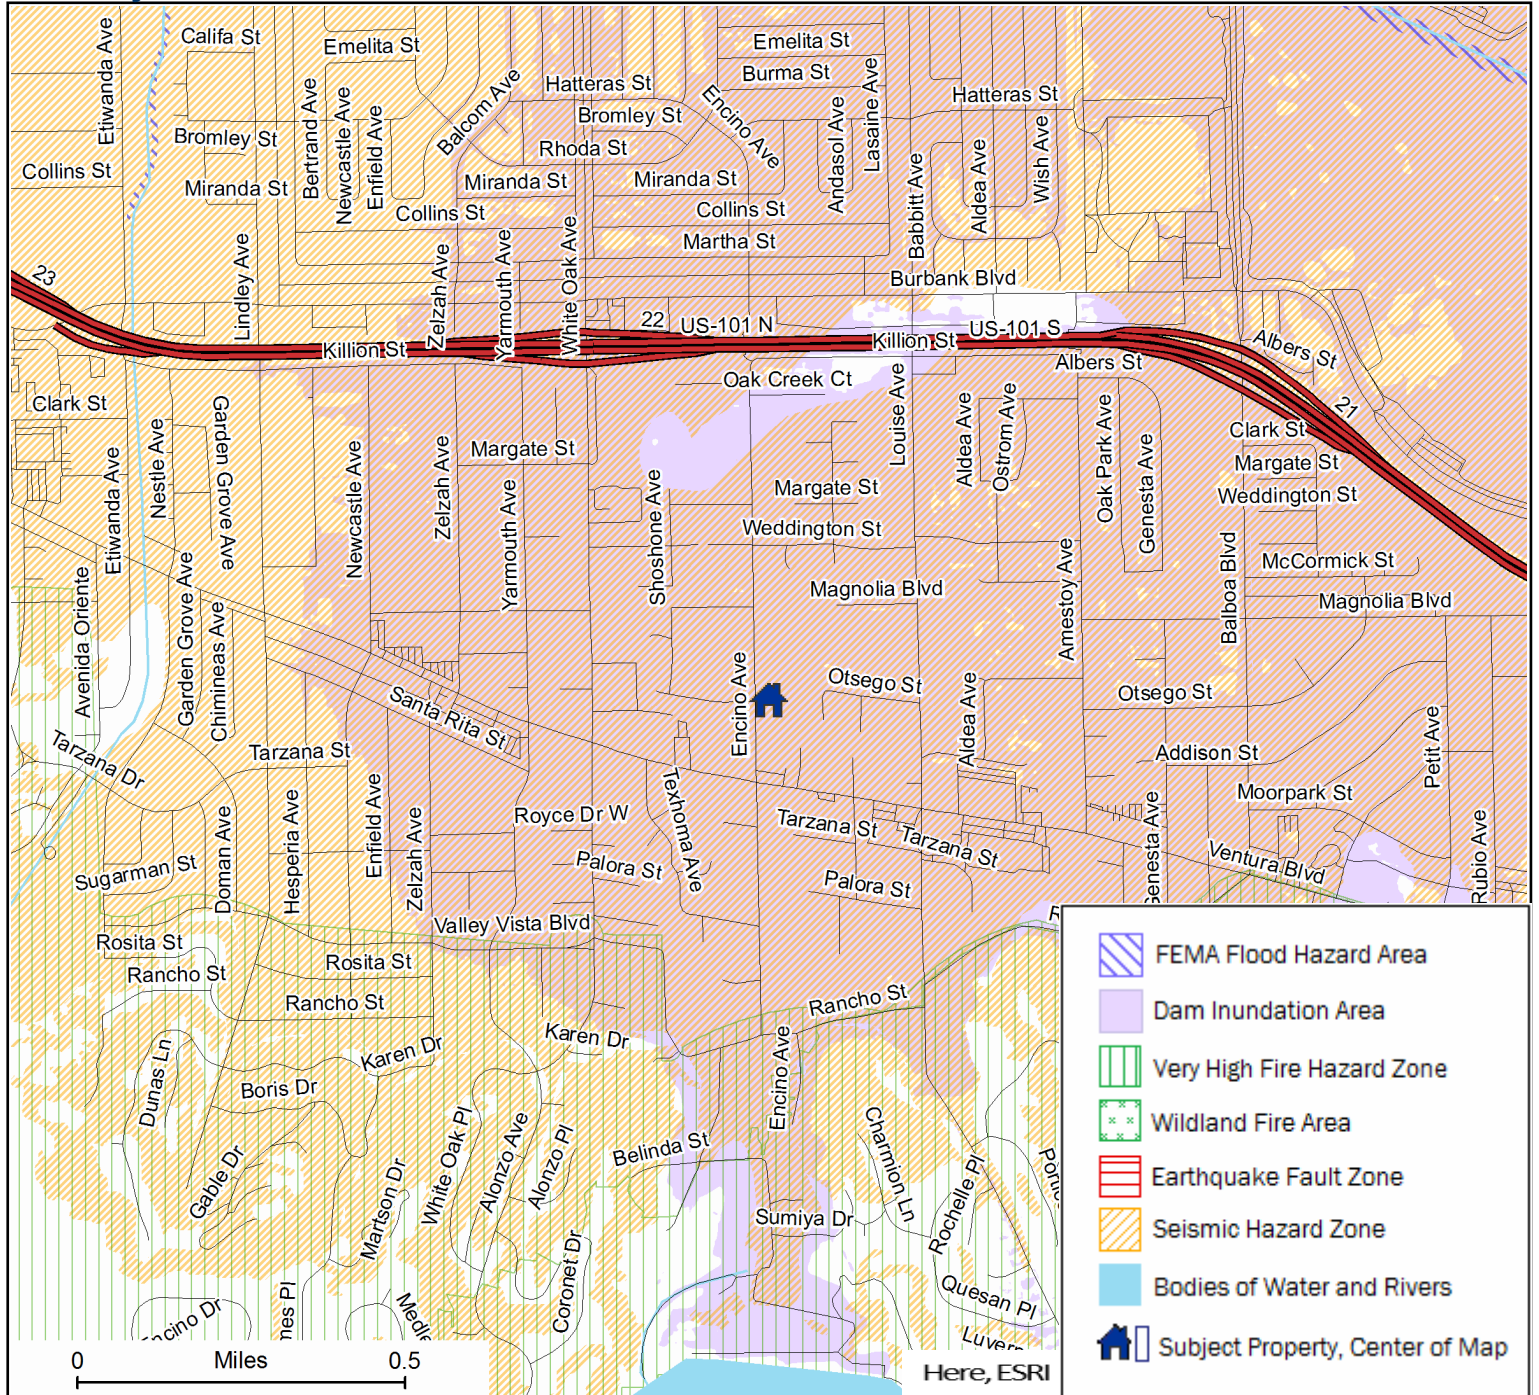 Etiwanda Ave
Califa St
Emelita St
Emelita St
Burma St
Hatteras St
Hatteras St
Balcom Ave
Encino Ave
Lasaine Ave
Andasol Ave
Bertrand Ave
Newcastle Ave
Enfield Ave
Bromley St
Bromley St
Wish Ave
Aldea Ave
Rhoda St
Collins St
Miranda St
Miranda St
Miranda St
Babbitt Ave
Collins St
Collins St
Martha St
Lindley Ave
Zelzah Ave
Yarmouth Ave
White Oak Ave
23
Burbank Blvd
22
US-101 N
US-101 S
Killion St
Killion St
Albers St
Albers St
Oak Creek Ct
Louise Ave
Clark St
21
Garden Grove Ave
Nestle Ave
Etiwanda Ave
Newcastle Ave
Zelzah Ave
Margate St
Yarmouth Ave
Shoshone Ave
Aldea Ave
Ostrom Ave
Oak Park Ave
Genesta Ave
Clark St
Margate St
Weddington St
Margate St
Weddington St
McCormick St
Magnolia Blvd
Magnolia Blvd
Amestoy Ave
Balboa Blvd
Avenida Oriente
Garden Grove Ave
Chimineas Ave
Encino Ave
Otsego St
Otsego St
Santa Rita St
Aldea Ave
Tarzana Dr
Tarzana St
Addison St
Petit Ave
Moorpark St
Texhoma Ave
Royce Dr W
Tarzana St
Tarzana St
Enfield Ave
Hesperia Ave
Doman Ave
Zelzah Ave
Sugarman St
Palora St
Palora St
Genesta Ave
Ventura Blvd
Rubio Ave
Valley Vista Blvd
R
Rosita St
Rosita St
Rancho St
Rancho St
Rancho St
Karen Dr
Karen Dr
Encino Ave
Dunas Ln
Boris Dr
Gable Dr
Martson Dr
White Oak Pl
Alonzo Ave
Alonzo Pl
Belinda St
Charmion Ln
Rochelle Pl
Sumiya Dr
Coronet Dr
Quesan Pl
Encino Dr
mes Pl
Medle
Luvern
0 Miles 0.5
Here, ESRI
FEMA Flood Hazard Area
Dam Inundation Area
Very High Fire Hazard Zone
Wildland Fire Area
Earthquake Fault Zone
Seismic Hazard Zone
Bodies of Water and Rivers
Subject Property, Center of Map